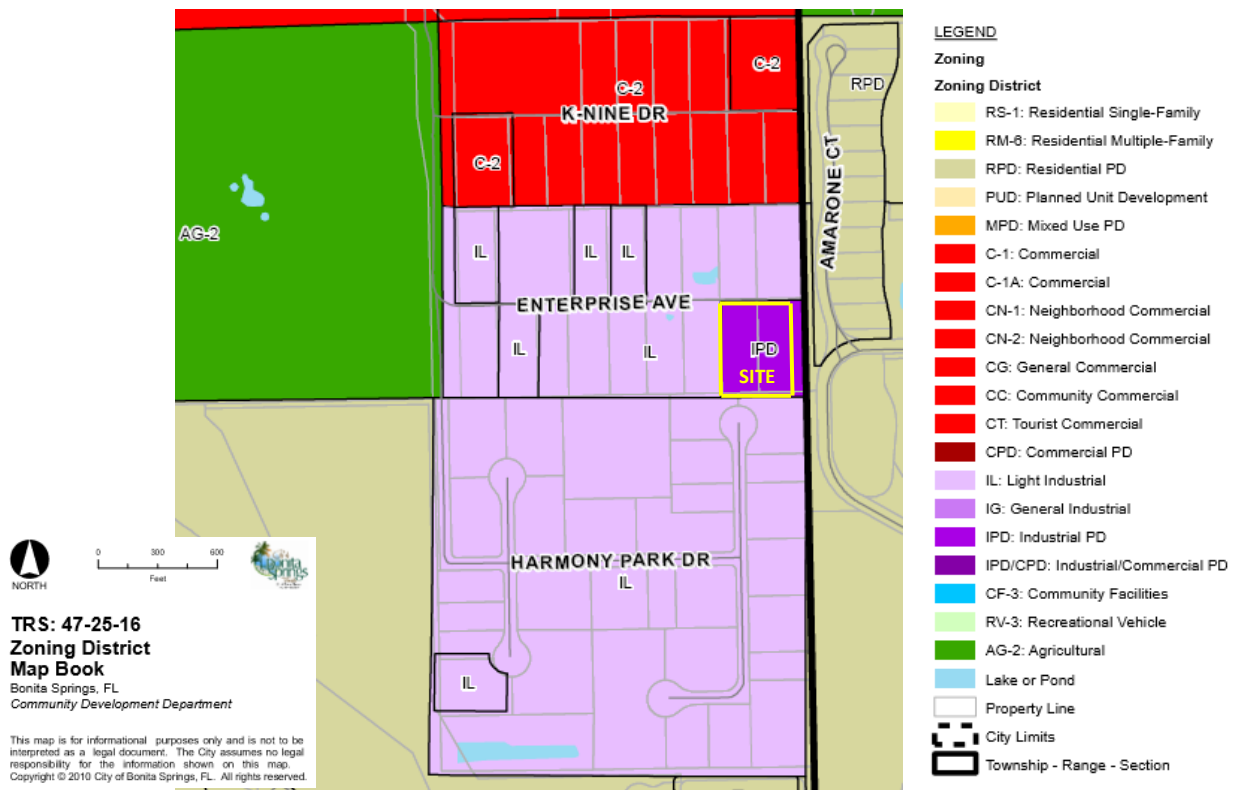 C-2
C-2
K-NINE DR
C-2
RPD
AMARONE CT
AG-2
IL
IL
IL
ENTERPRISE AVE
IL
IL
IPD
SITE
HARMONY PARK DR
IL
IL
0 300 600
Feet
NORTH
Bonita
Springs
TRS: 47-25-16
Zoning District
Map Book
Bonita Springs, FL
Community Development Department
This map is for informational purposes only and is not to be
interpreted as a legal document. The City assumes no legal
responsibility for the information shown on this map.
Copyright © 2010 City of Bonita Springs, FL. All rights reserved.
LEGEND
Zoning
Zoning District
RS-1: Residential Single-Family
RM-6: Residential Multiple-Family
RPD: Residential PD
PUD: Planned Unit Development
MPD: Mixed Use PD
C-1: Commercial
C-1A: Commercial
CN-1: Neighborhood Commercial
CN-2: Neighborhood Commercial
CG: General Commercial
CC: Community Commercial
CT: Tourist Commercial
CPD: Commercial PD
IL: Light Industrial
IG: General Industrial
IPD: Industrial PD
IPD/CPD: Industrial/Commercial PD
CF-3: Community Facilities
RV-3: Recreational Vehicle
AG-2: Agricultural
Lake or Pond
Property Line
City Limits
Township - Range - Section